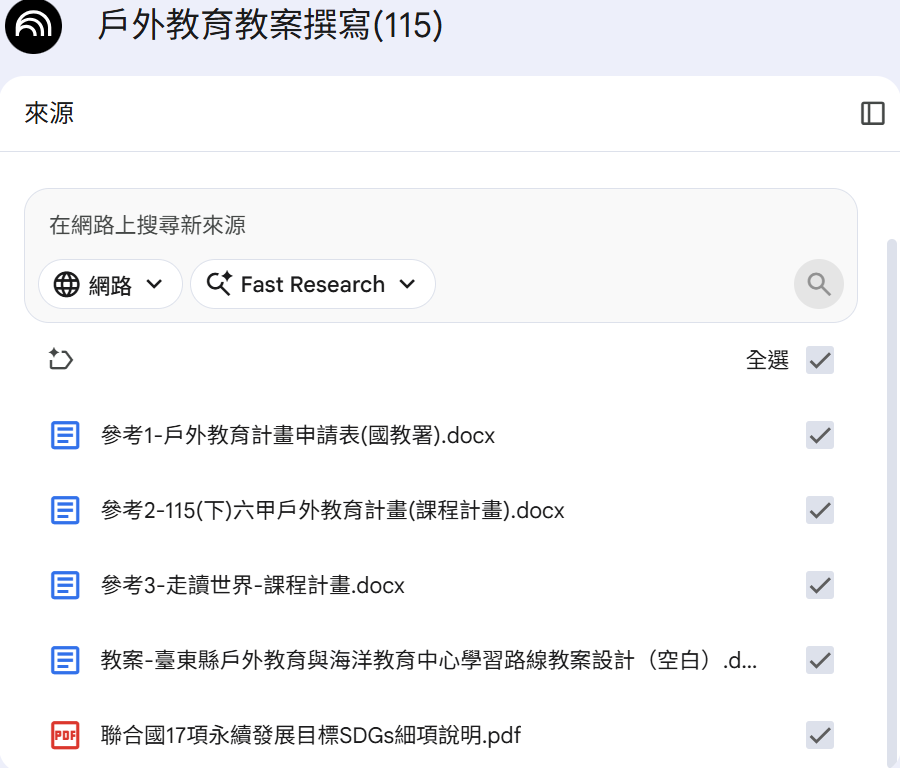 戶外教育教案撰寫(115)
來源
在網路上搜尋新來源
網路
Fast Research
全選
參考1-戶外教育計畫申請表(國教署).docx
參考2-115(下)六甲戶外教育計畫(課程計畫).docx
參考3-走讀世界-課程計畫.docx
教案-臺東縣戶外教育與海洋教育中心學習路線教案設計（空白）.d...
PDF
聯合國17項永續發展目標SDGs細項說明.pdf